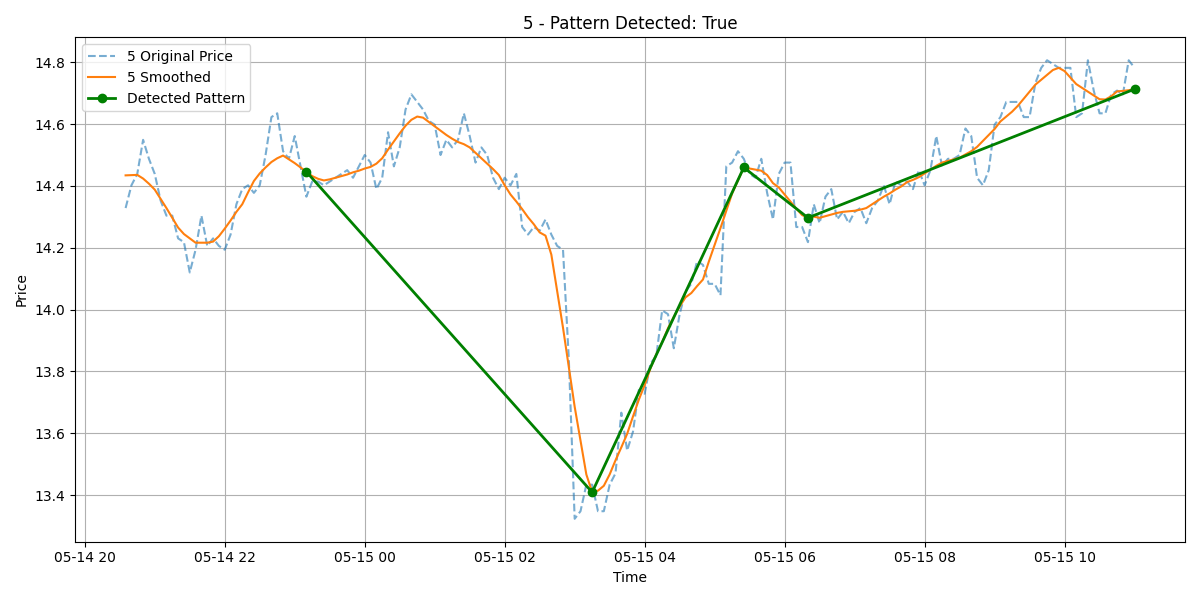 5 - Pattern Detected: True
5 Original Price
5 Smoothed
Detected Pattern
Price
14.8
14.6
14.4
14.2
14.0
13.8
13.6
13.4
05-14 20 05-14 22 05-15 00 05-15 02 05-15 04 05-15 06 05-15 08 05-15 10
Time